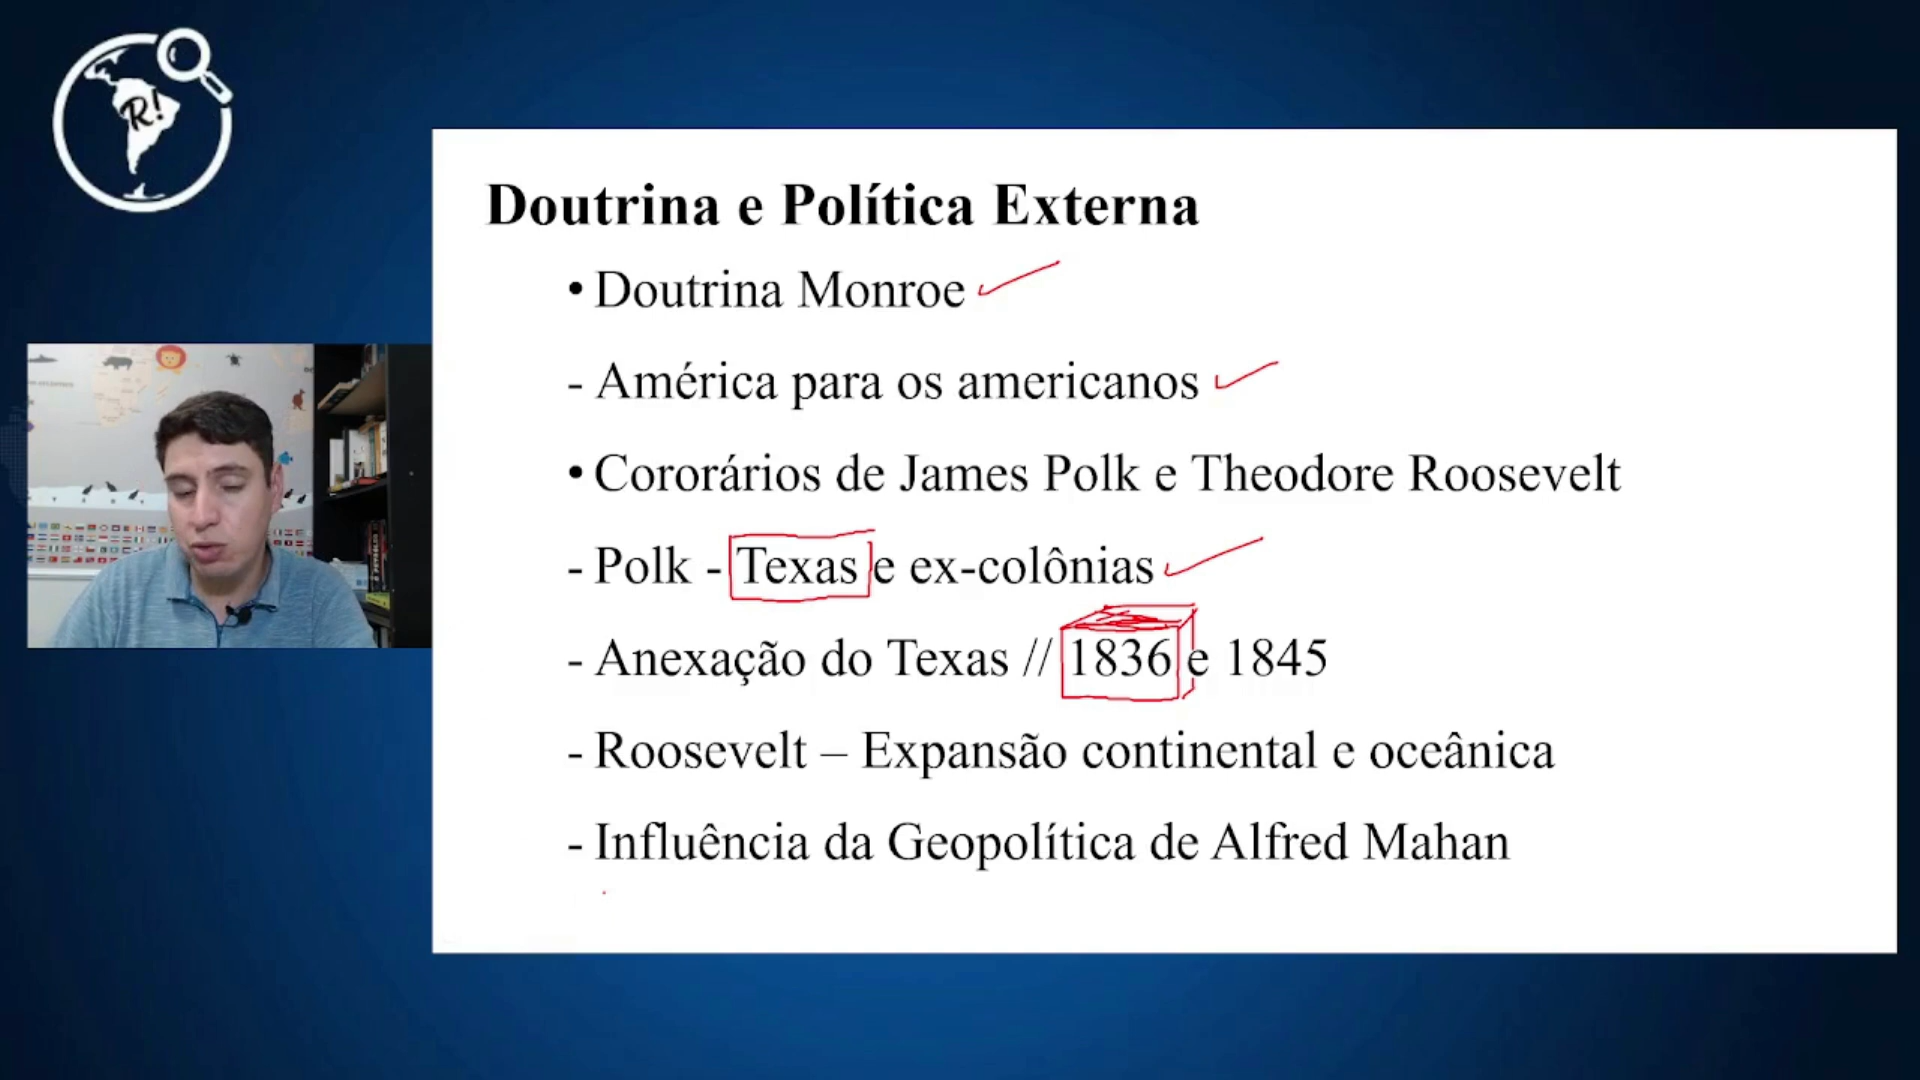 R!
Doutrina e Política Externa
• Doutrina Monroe
- América para os americanos
• Cororários de James Polk e Theodore Roosevelt
- Polk - Texas e ex-colônias
- Anexação do Texas // 1836 e 1845
- Roosevelt – Expansão continental e oceânica
- Influência da Geopolítica de Alfred Mahan